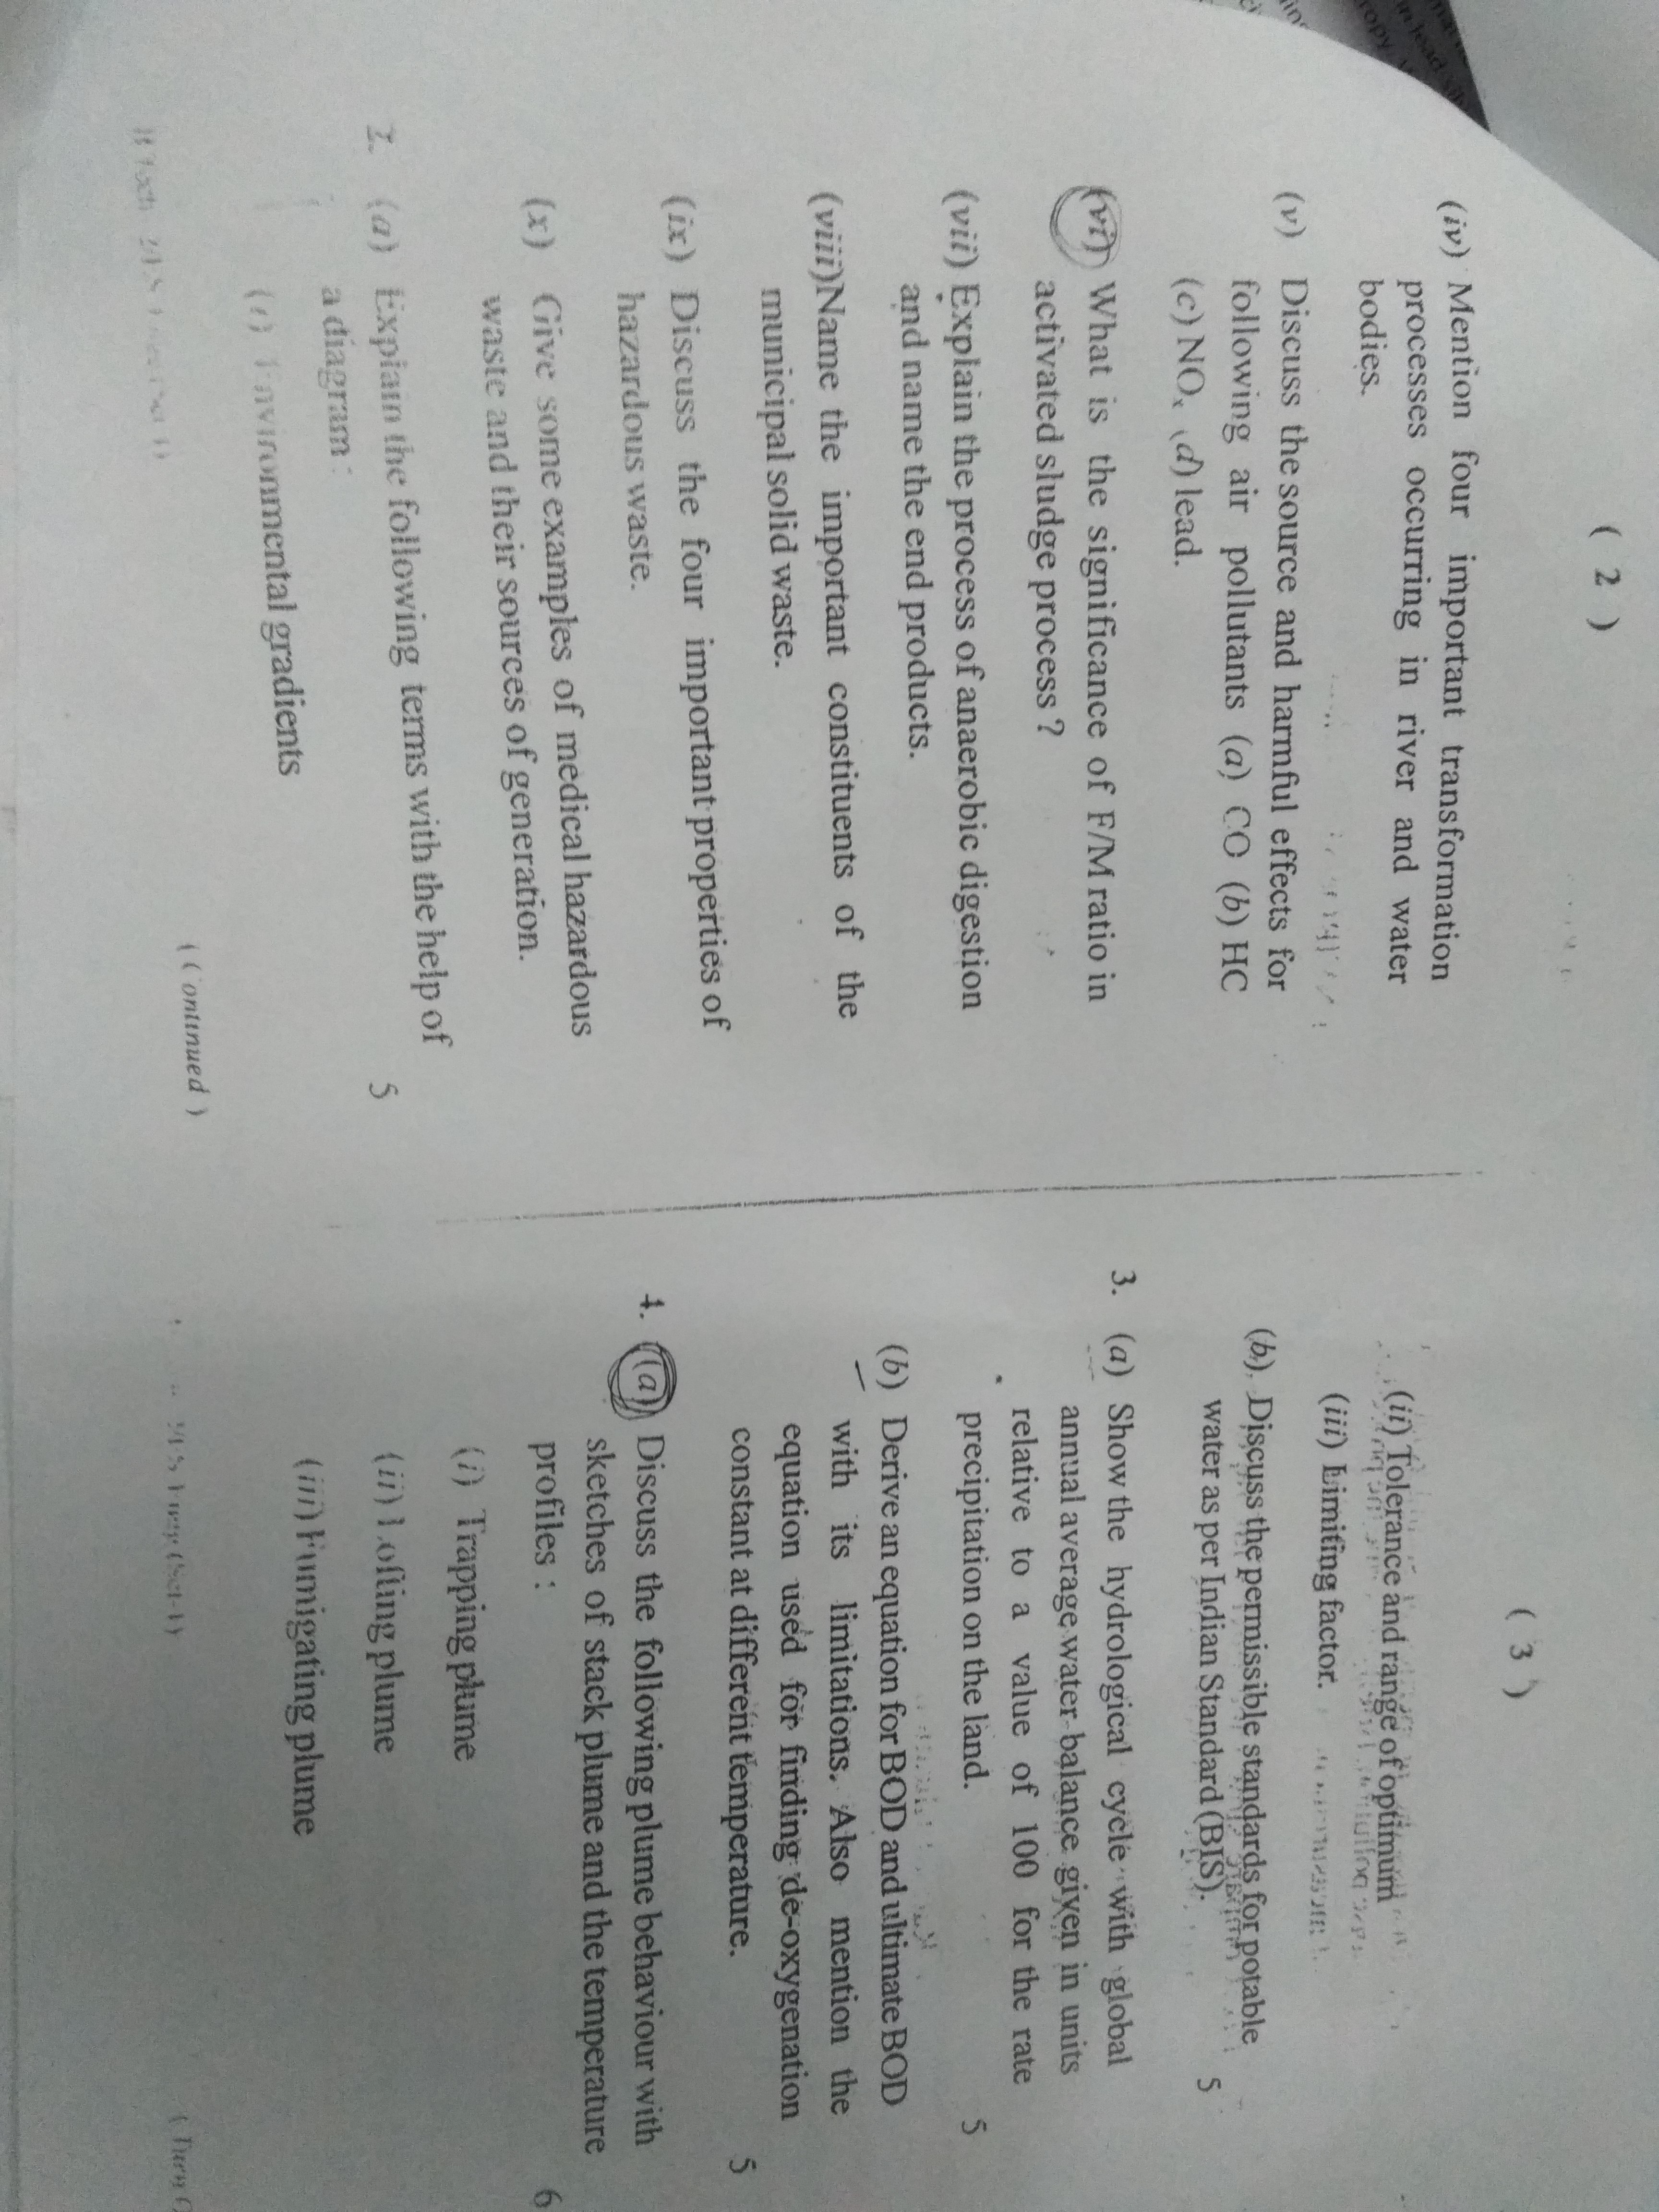 ( 2 )
(iv) Mention four important transformation
processes occurring in river and water
bodies.
(v) Discuss the source and harmful effects for
following air pollutants (a) CO (b) HC
(c) NOx (d) lead.
(vi) What is the significance of F/M ratio in
activated sludge process ?
(vii) Explain the process of anaerobic digestion
and name the end products.
(viii) Name the important constituents of the
municipal solid waste.
(ix) Discuss the four important properties of
hazardous waste.
(x) Give some examples of medical hazardous
waste and their sources of generation.
2. (a) Explain the following terms with the help of
a diagram : 5
(i) Environmental gradients
( Continued )
( 3 )
(ii) Tolerance and range of optimum
(iii) Limiting factor.
(b) Discuss the permissible standards for potable
water as per Indian Standard (BIS). 5
3. (a) Show the hydrological cycle with global
annual average water balance given in units
relative to a value of 100 for the rate
precipitation on the land. 5
(b) Derive an equation for BOD and ultimate BOD
with its limitations. Also mention the
equation used for finding de-oxygenation
constant at different temperature. 5
4. (a) Discuss the following plume behaviour with
sketches of stack plume and the temperature
profiles : 6
(i) Trapping plume
(ii) Lofting plume
(iii) Fumigating plume